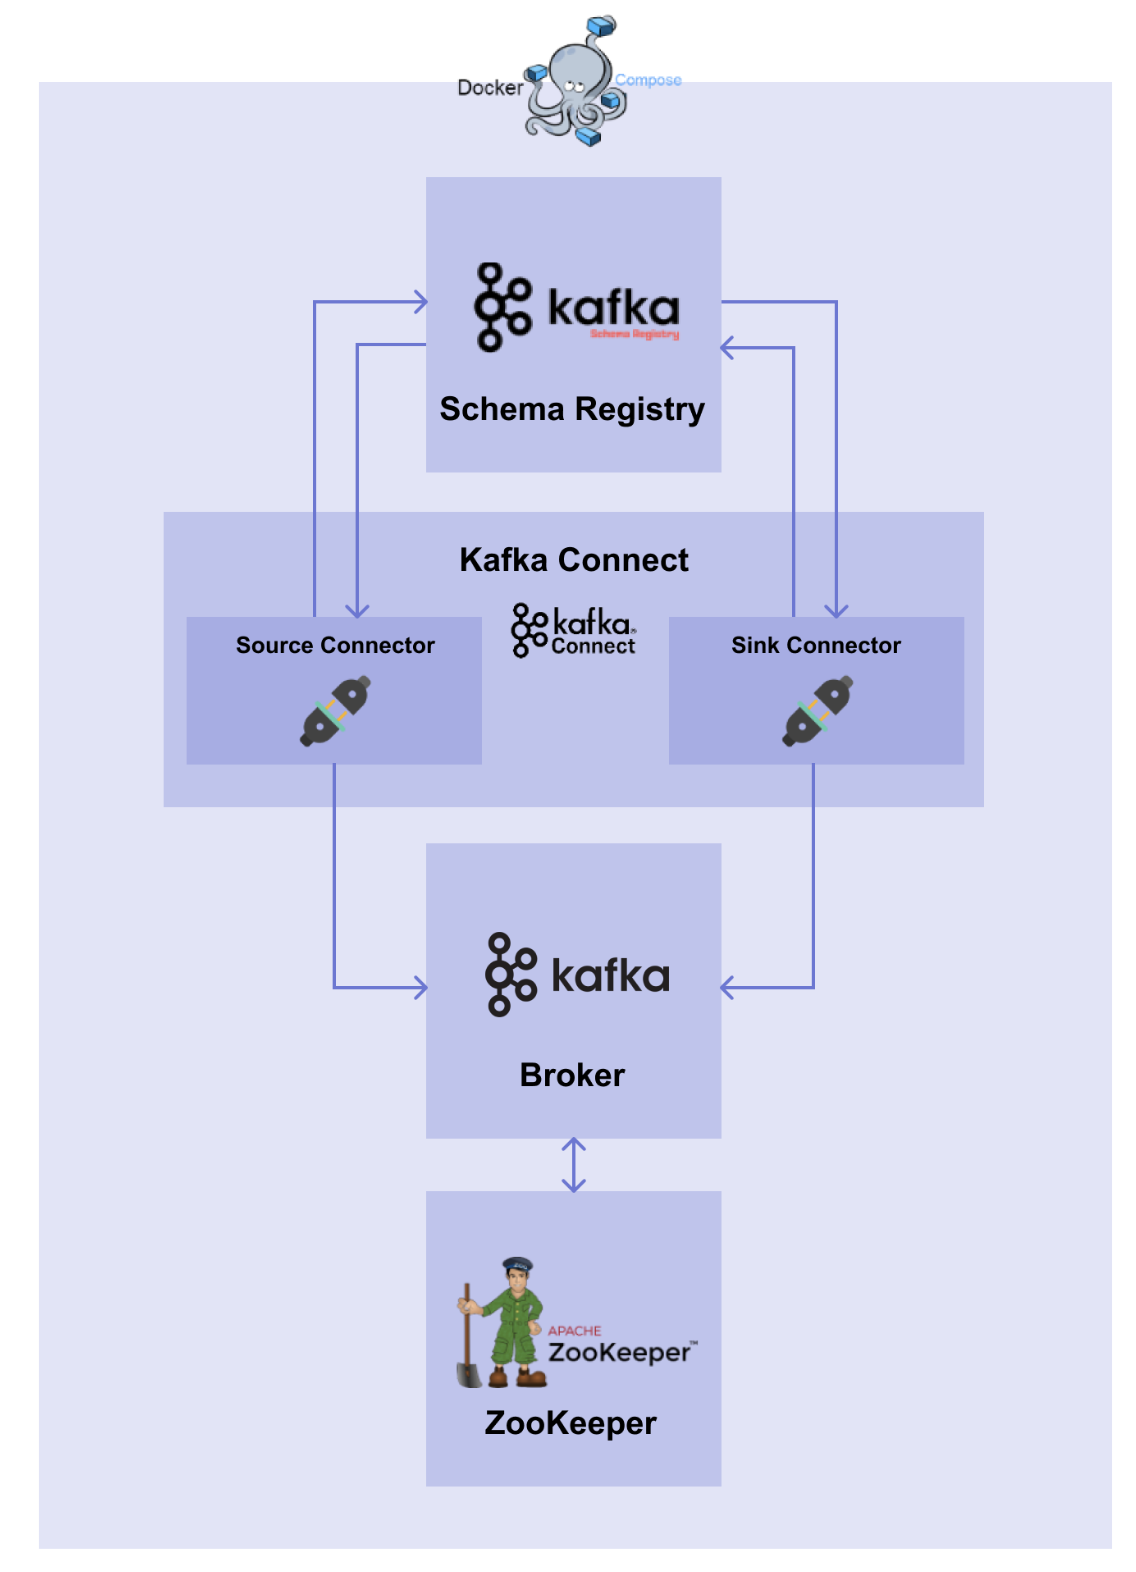 Docker Compose
kafka
Schema Registry
Schema Registry
Kafka Connect
kafka®
Connect
Source Connector
Sink Connector
kafka
Broker
APACHE
ZooKeeper™
ZooKeeper